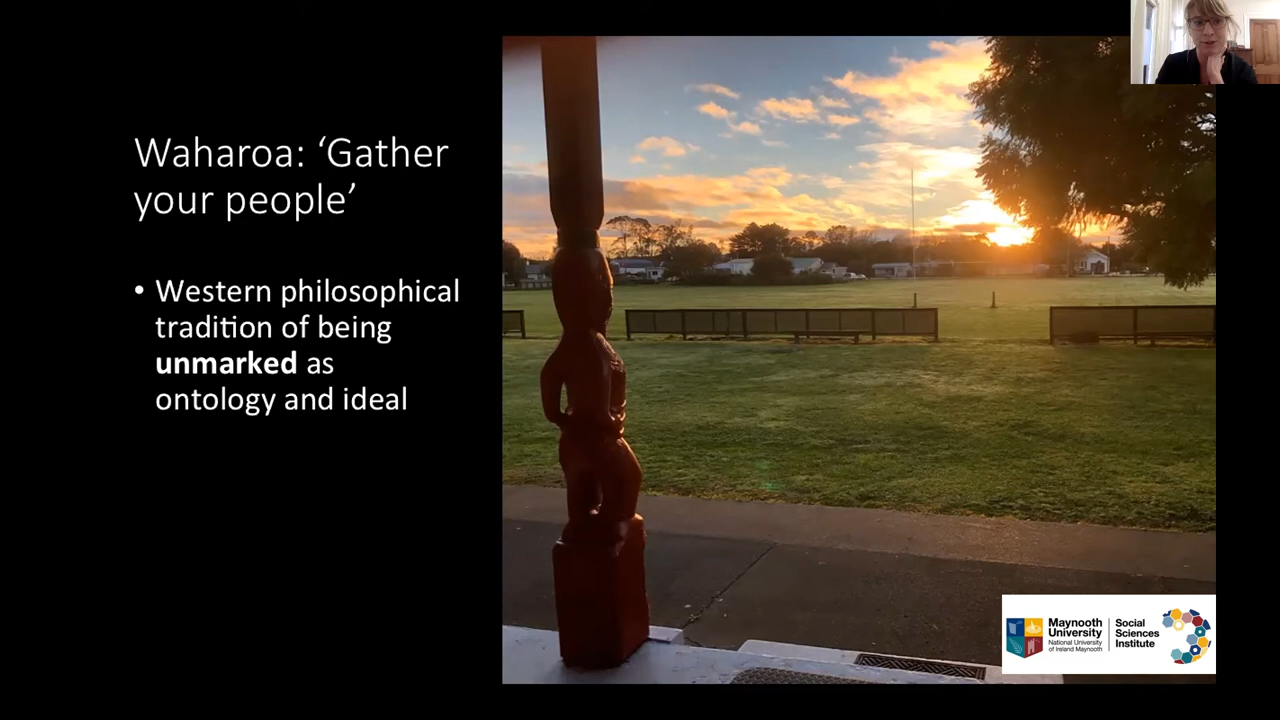 Waharoa: ‘Gather
your people’
• Western philosophical
tradition of being
unmarked as
ontology and ideal
Maynooth
University
National University
of Ireland Maynooth
Social
Sciences
Institute